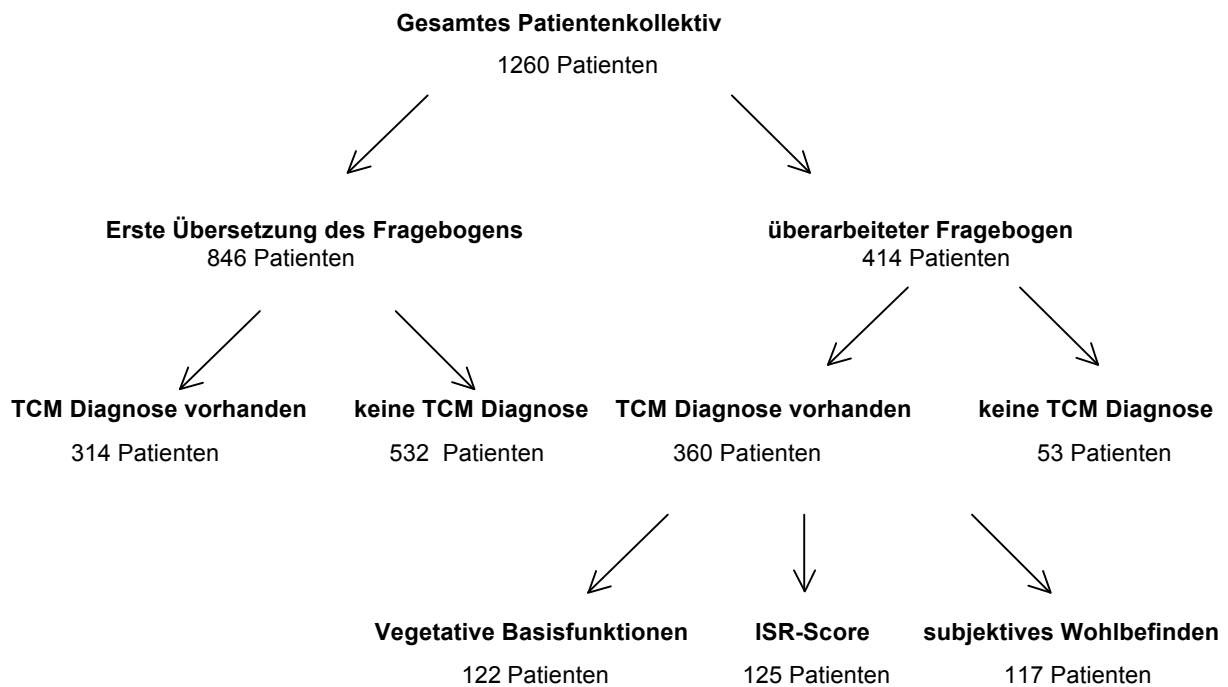 Gesamtes Patientenkollektiv
1260 Patienten
Erste Übersetzung des Fragebogens
846 Patienten
überarbeiteter Fragebogen
414 Patienten
TCM Diagnose vorhanden
314 Patienten
keine TCM Diagnose
532 Patienten
TCM Diagnose vorhanden
360 Patienten
keine TCM Diagnose
53 Patienten
Vegetative Basisfunktionen
122 Patienten
ISR-Score
125 Patienten
subjektives Wohlbefinden
117 Patienten